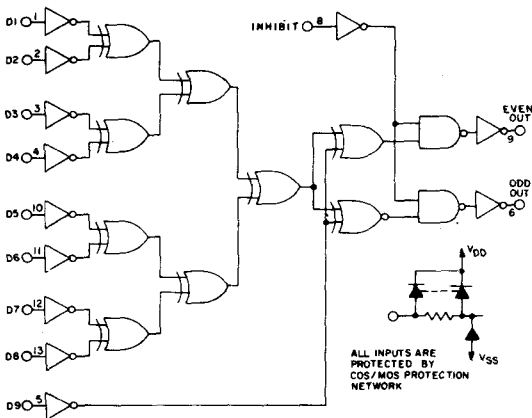 D1 1
D2 2
D3 3
D4 4
D5 10
D6 11
D7 12
D8 13
D9 5
INHIBIT 8
EVEN
OUT
9
ODD
OUT
6
VDD
VSS
ALL INPUTS ARE
PROTECTED BY
COS/MOS PROTECTION
NETWORK